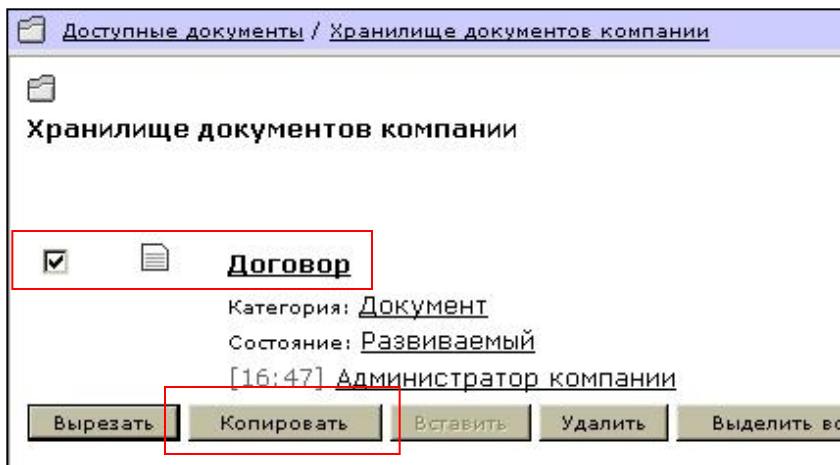 Доступные документы / Хранилище документов компании
Хранилище документов компании
Договор
Категория: Документ
Состояние: Развиваемый
[16:47] Администратор компании
Вырезать Копировать Вставить Удалить Выделить